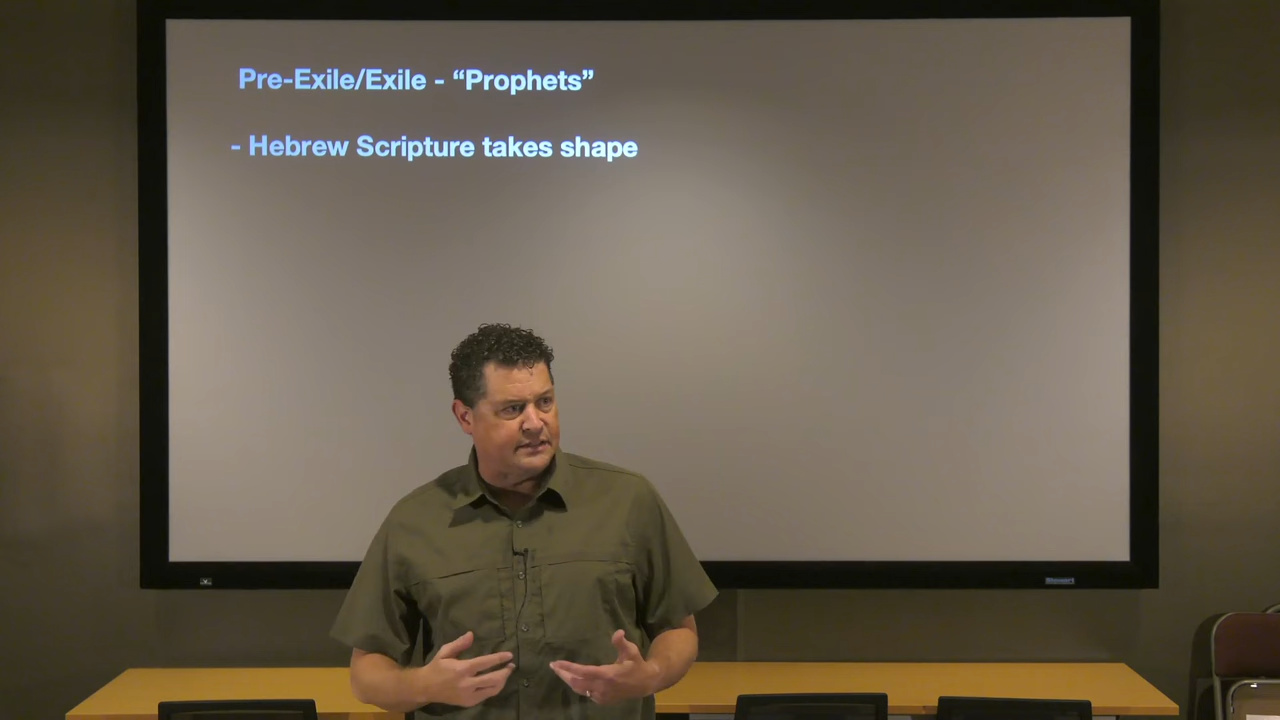 Pre-Exile/Exile - “Prophets”
- Hebrew Scripture takes shape